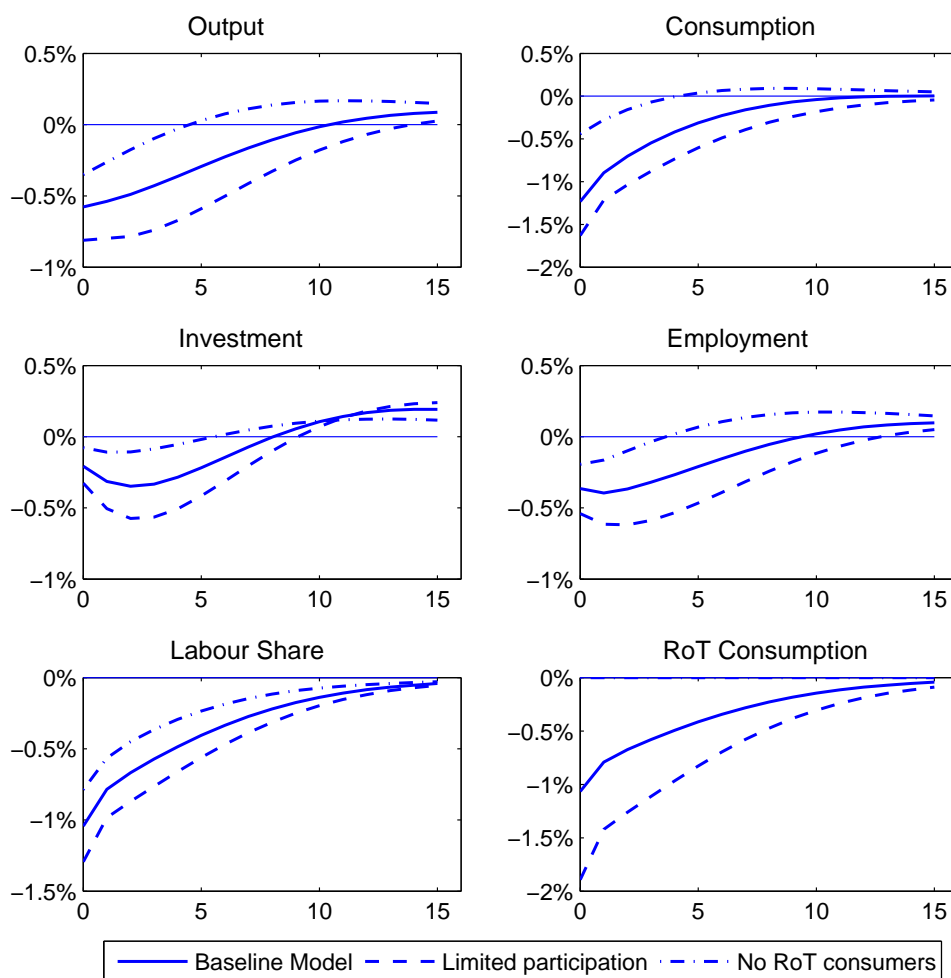 Output
0.5%
0%
−0.5%
−1%
0 5 10 15
Consumption
0.5%
0%
−0.5%
−1%
−1.5%
−2%
0 5 10 15
Investment
0.5%
0%
−0.5%
−1%
0 5 10 15
Employment
0.5%
0%
−0.5%
−1%
0 5 10 15
Labour Share
0%
−0.5%
−1%
−1.5%
0 5 10 15
RoT Consumption
0%
−0.5%
−1%
−1.5%
−2%
0 5 10 15
Baseline Model Limited participation No RoT consumers